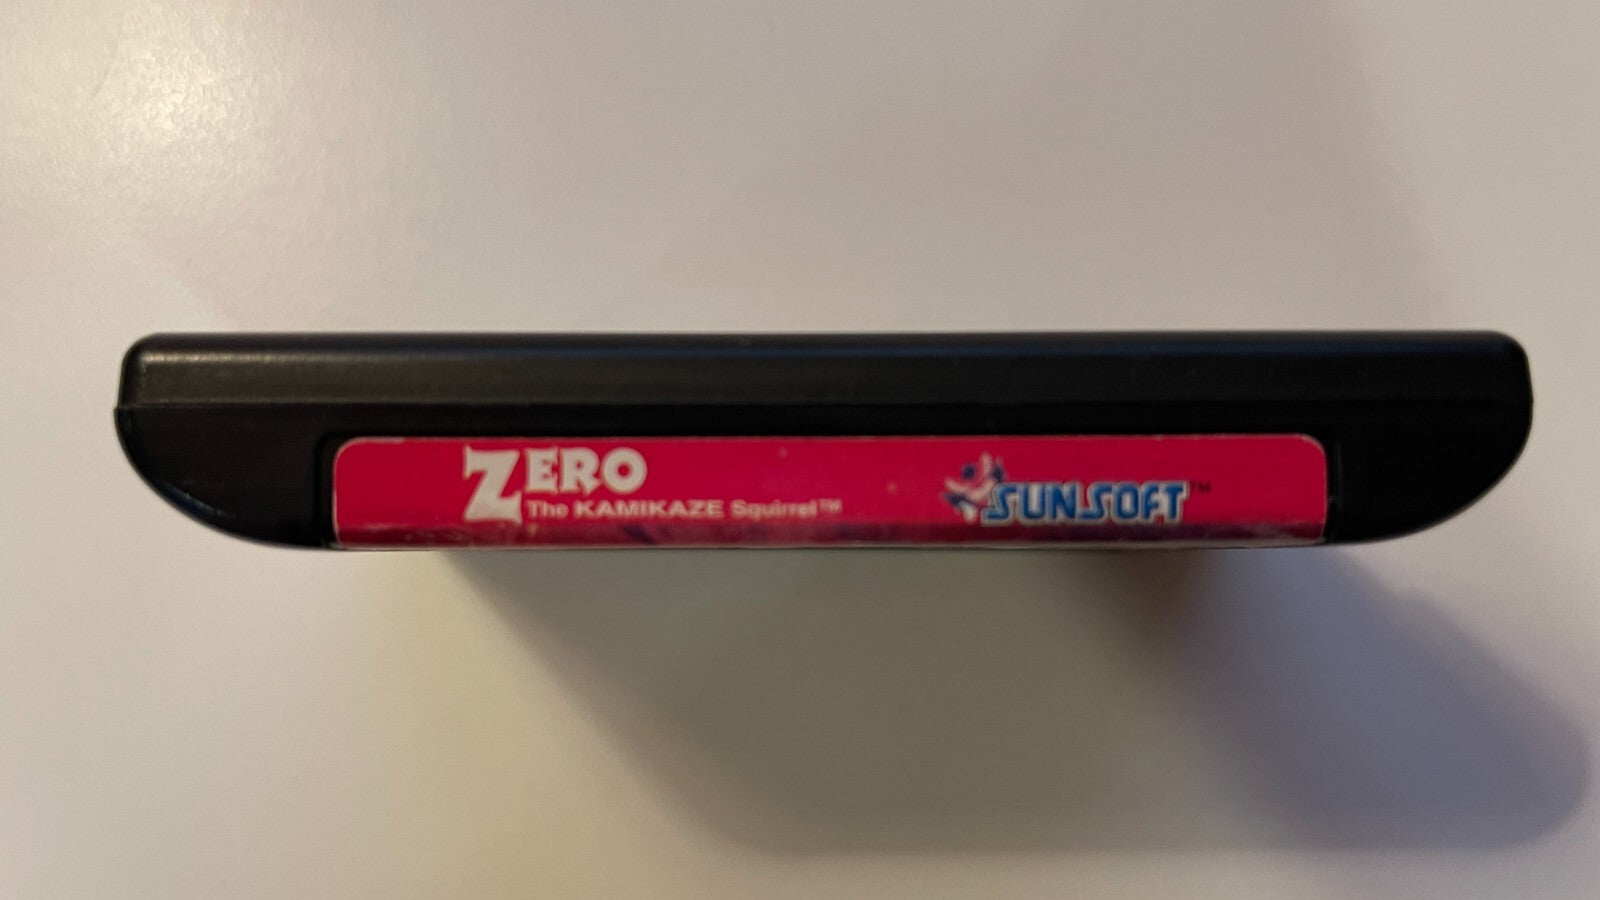 ZERO
The KAMIKAZE Squirrel™
SUNSOFT™